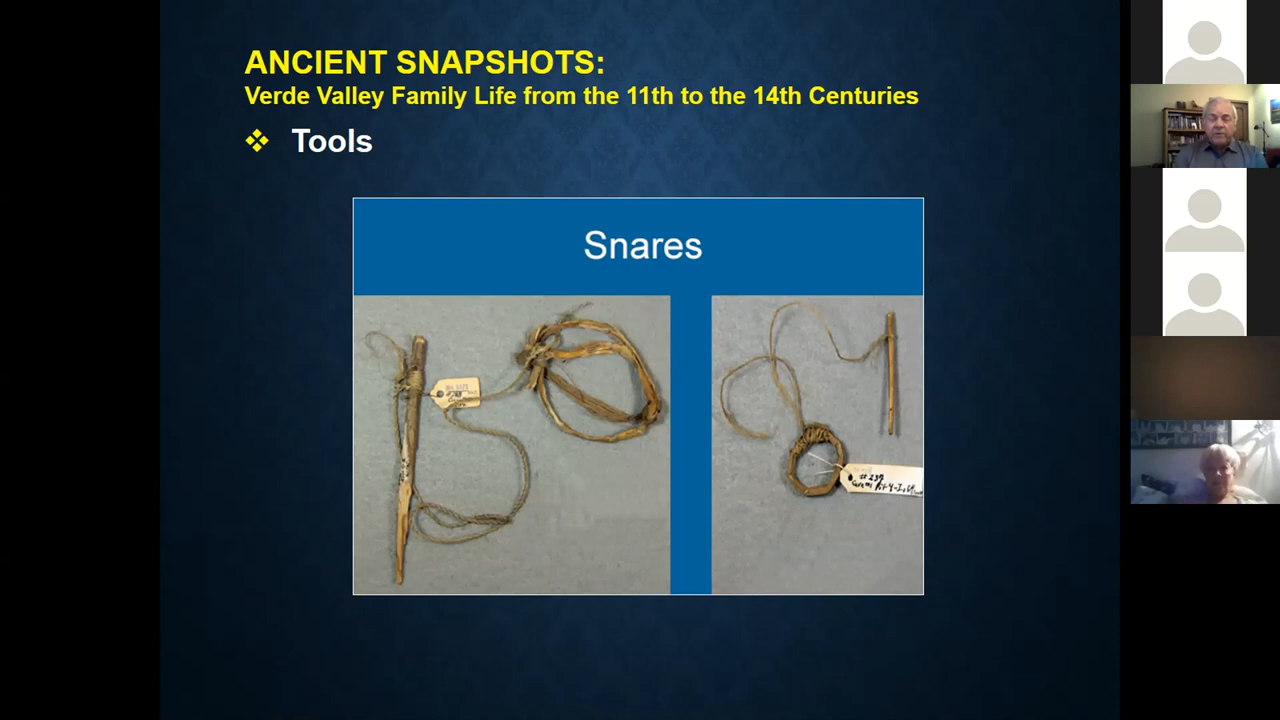 ANCIENT SNAPSHOTS:
Verde Valley Family Life from the 11th to the 14th Centuries
Tools
Snares